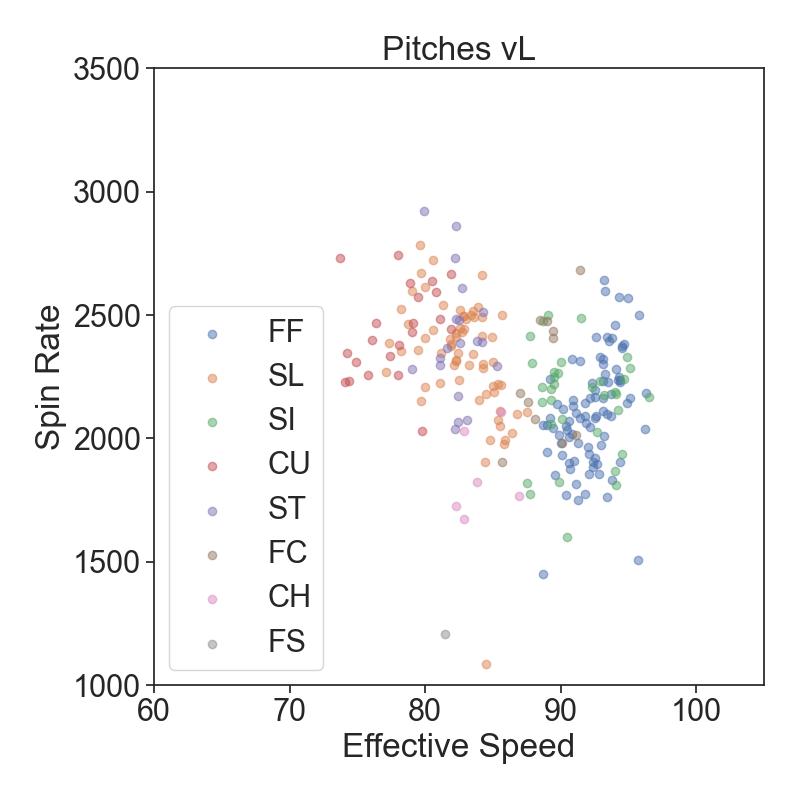 Pitches vL
3500
3000
2500
2000
1500
1000
Spin Rate
FF
SL
SI
CU
ST
FC
CH
FS
60 70 80 90 100
Effective Speed